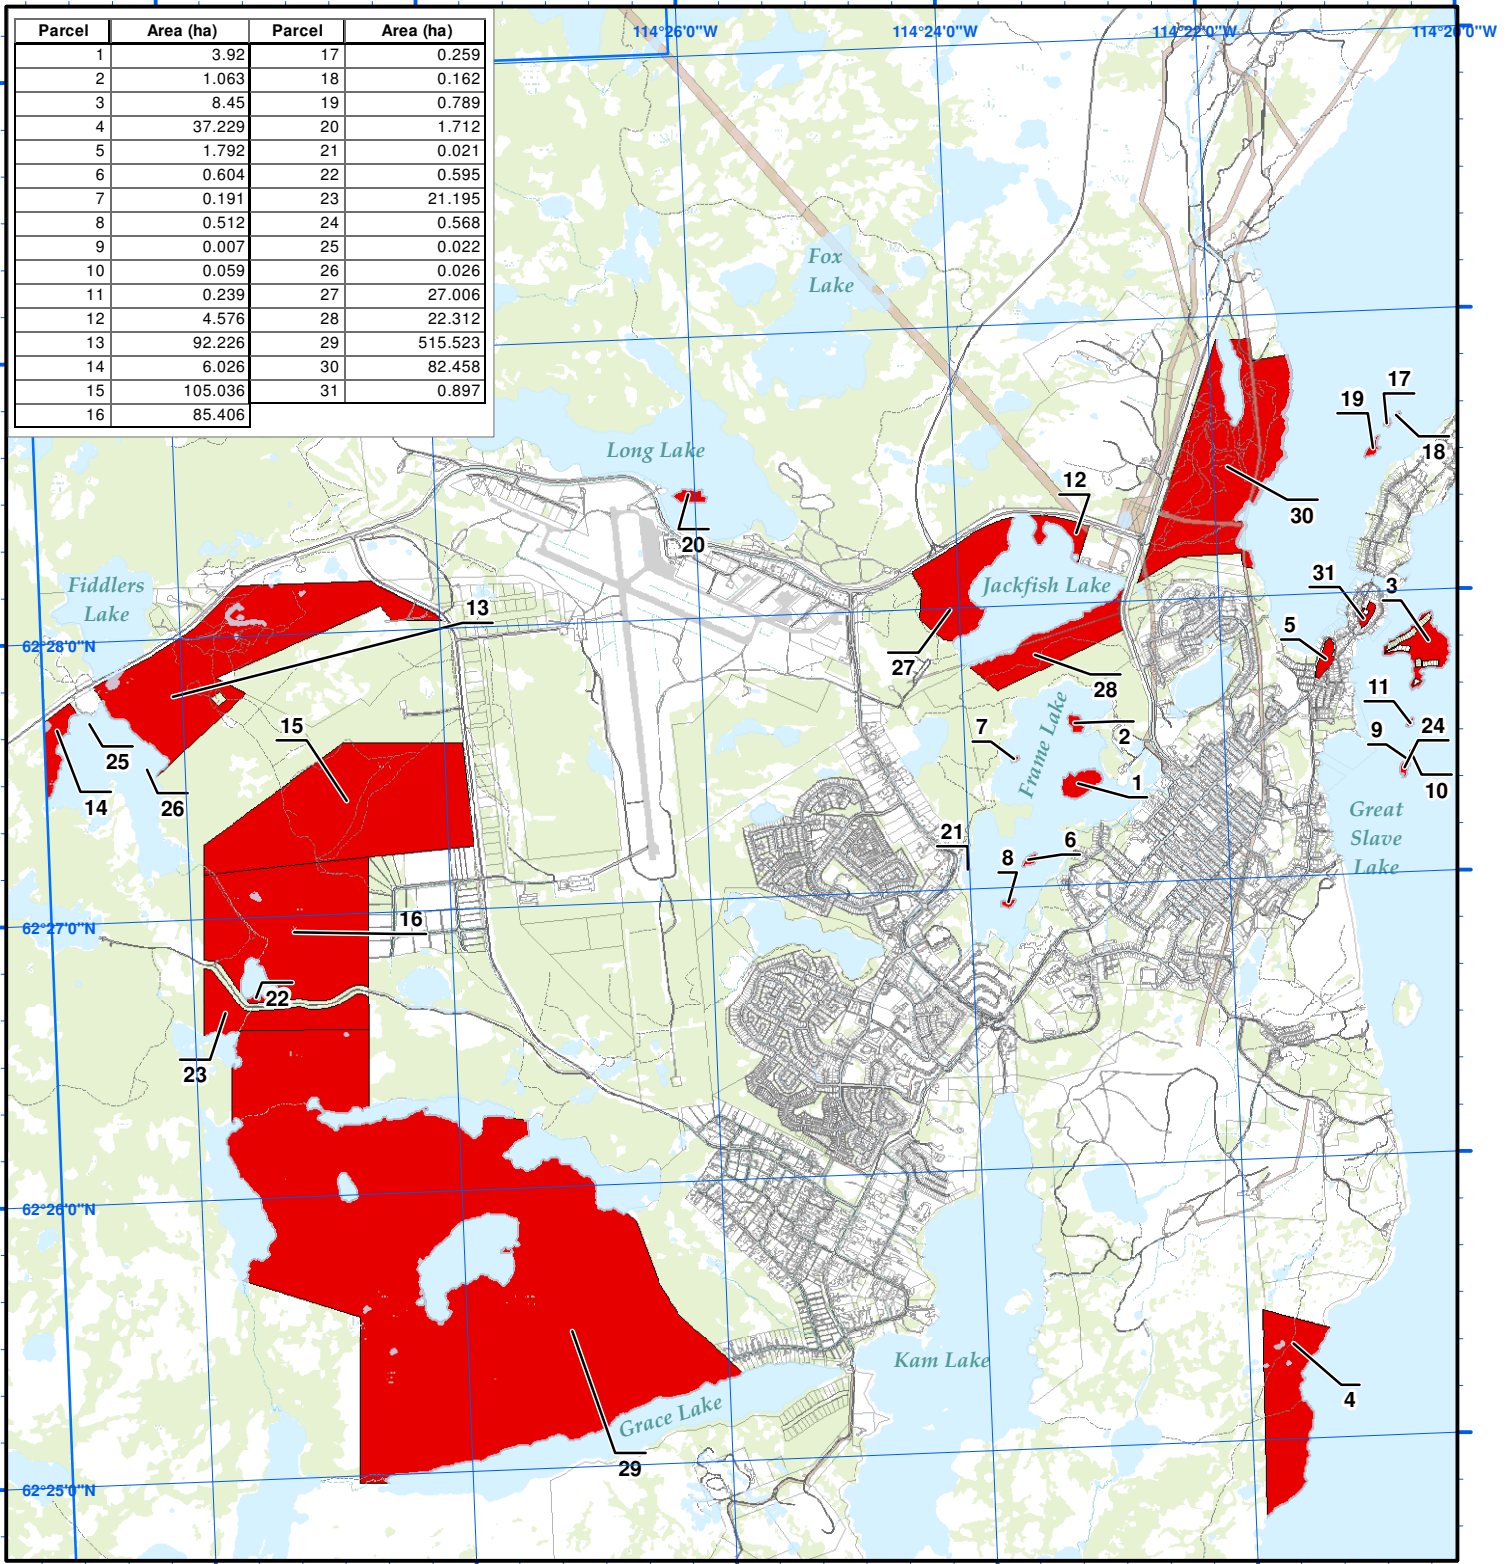 Parcel Area (ha) Parcel Area (ha)
1 3.92 17 0.259
2 1.063 18 0.162
3 8.45 19 0.789
4 37.229 20 1.712
5 1.792 21 0.021
6 0.604 22 0.595
7 0.191 23 21.195
8 0.512 24 0.568
9 0.007 25 0.022
10 0.059 26 0.026
11 0.239 27 27.006
12 4.576 28 22.312
13 92.226 29 515.523
14 6.026 30 82.458
15 105.036 31 0.897
16 85.406
114°26'0"W
114°24'0"W
114°22'0"W
114°20'0"W
Fox
Lake
17
19
18
Long Lake
12
30
20
Jackfish Lake
Fiddlers
Lake
31
3
13
5
62°28'0"N
27
28
11
7
15
2
24
9
25
Frame Lake
1
10
14
26
Great
Slave
Lake
21
6
8
16
62°27'0"N
22
23
62°26'0"N
Kam Lake
4
Grace Lake
29
62°25'0"N